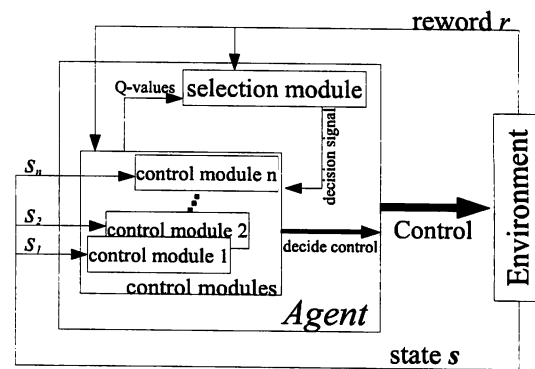 reword r
Q-values
selection module
decision signal
s_n
control module n
s_2
control module 2
s_1
control module 1
control modules
decide control
Control
Environment
Agent
state s